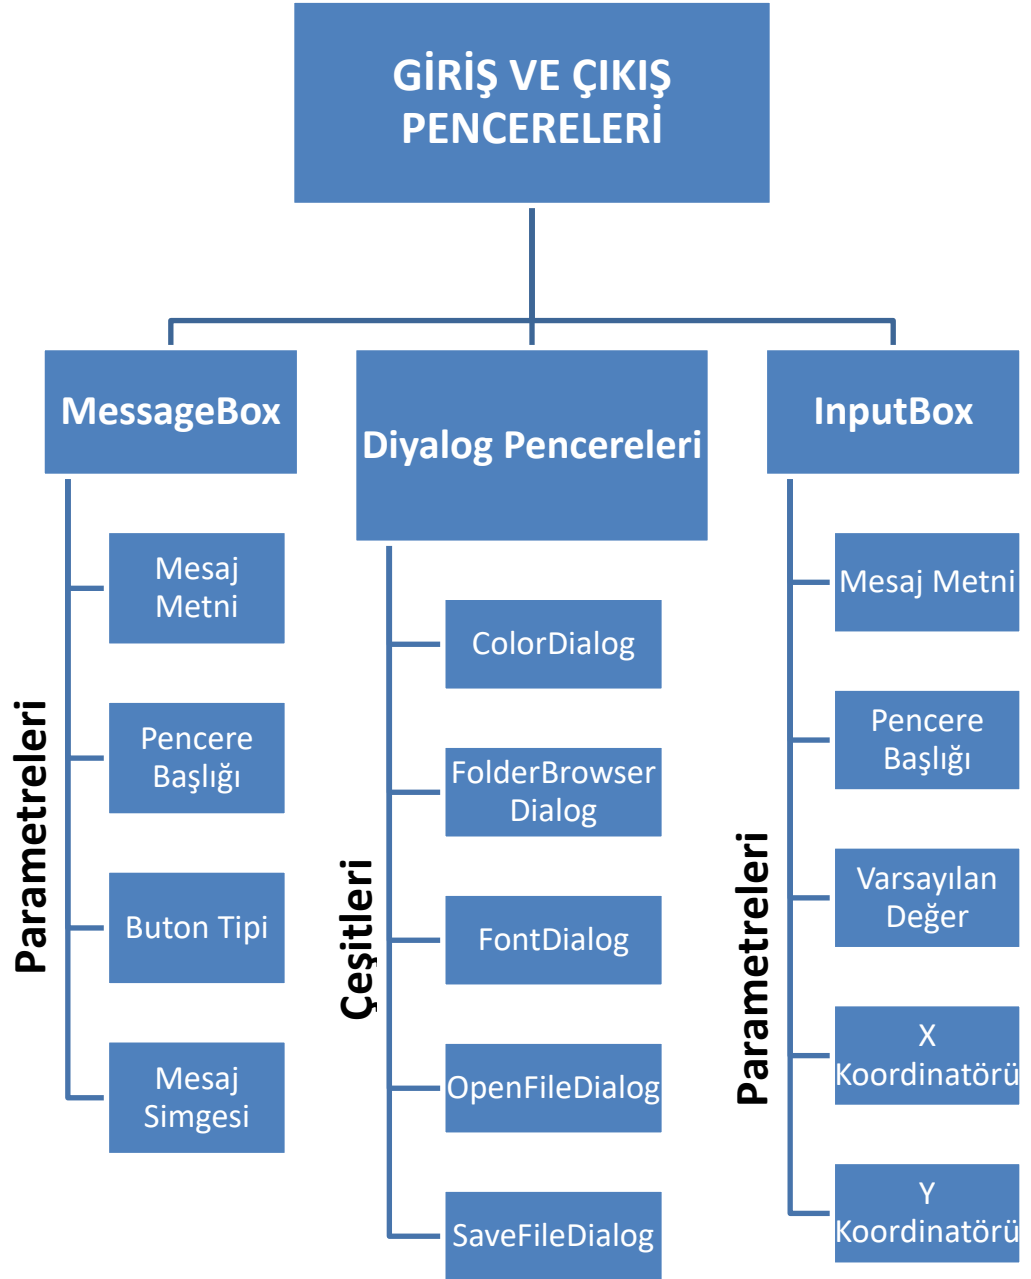 GİRİŞ VE ÇIKIŞ
PENCERELERİ
MessageBox
Parametreleri
Mesaj
Metni
Pencere
Başlığı
Buton Tipi
Mesaj
Simgesi
Diyalog Pencereleri
Çeşitleri
ColorDialog
FolderBrowser
Dialog
FontDialog
OpenFileDialog
SaveFileDialog
InputBox
Parametreleri
Mesaj Metni
Pencere
Başlığı
Varsayılan
Değer
X
Koordinatörü
Y
Koordinatörü